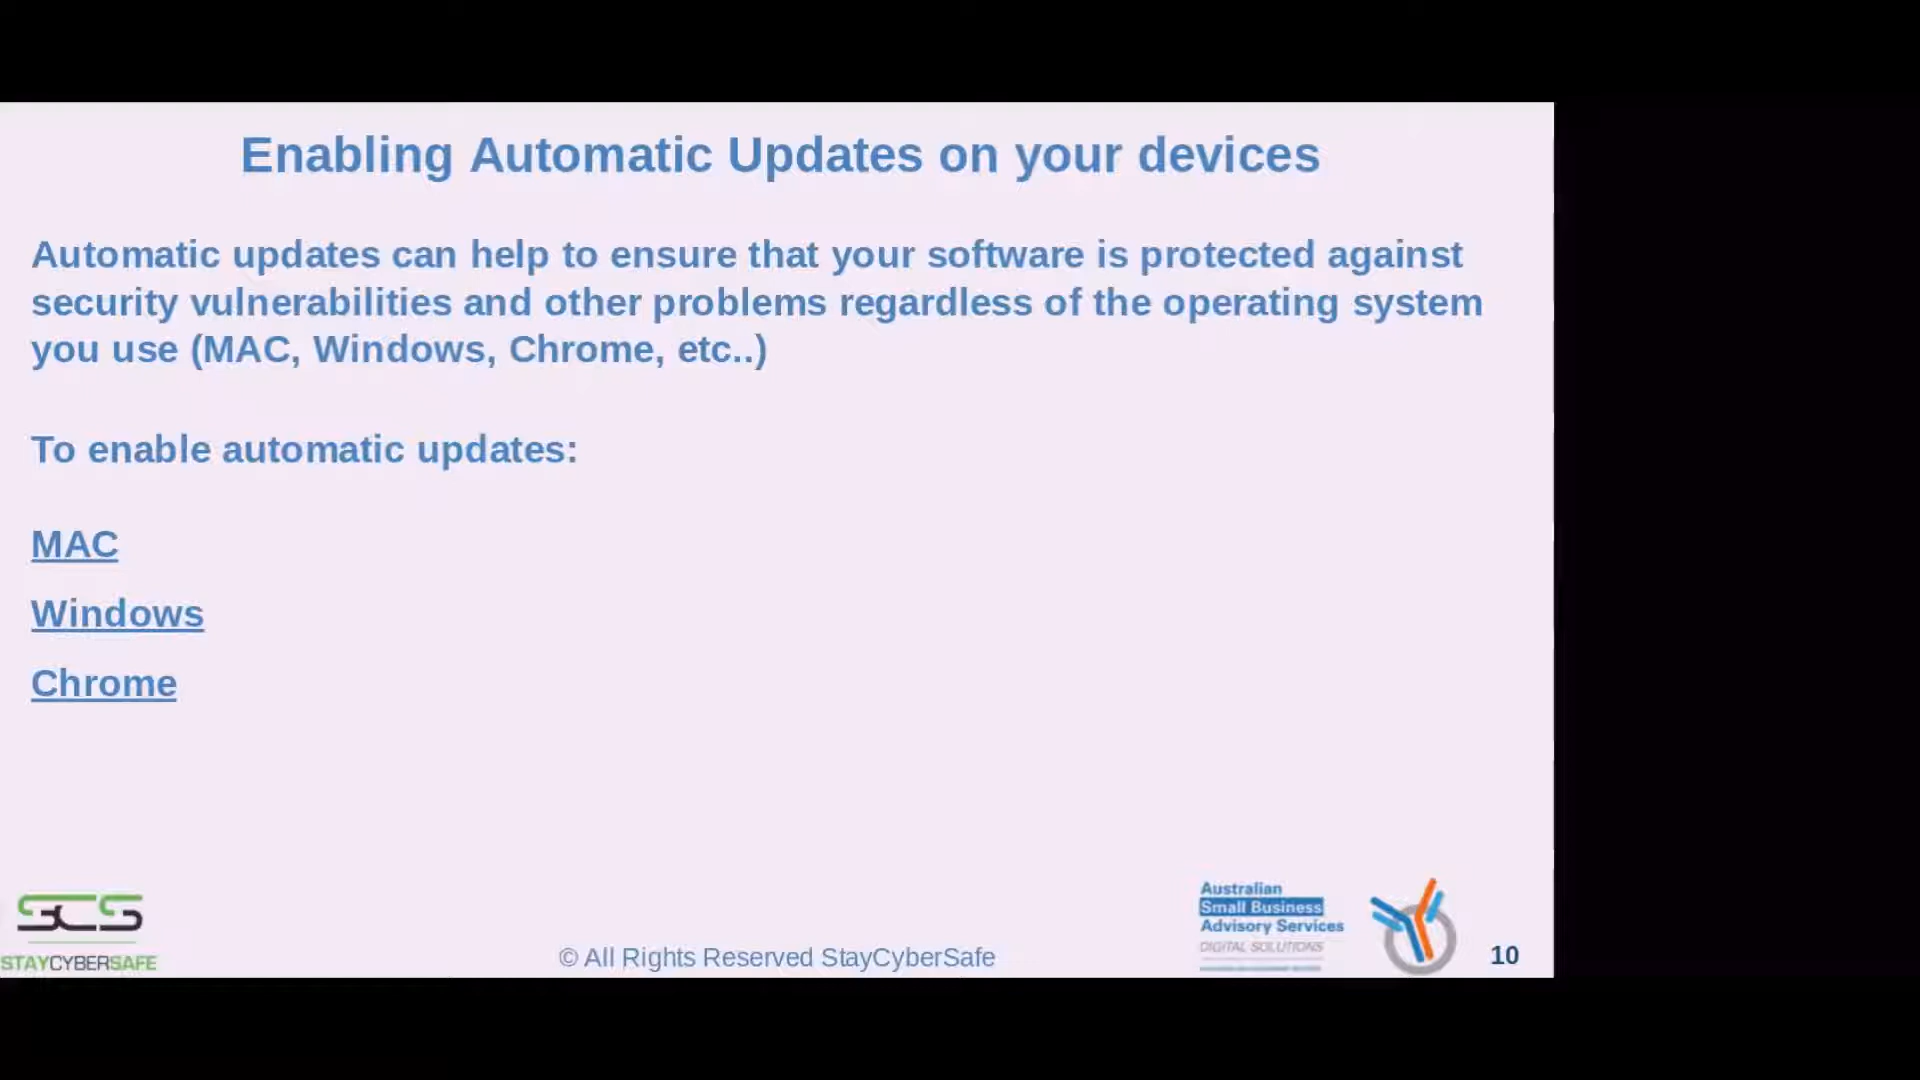 Enabling Automatic Updates on your devices
Automatic updates can help to ensure that your software is protected against
security vulnerabilities and other problems regardless of the operating system
you use (MAC, Windows, Chrome, etc..)
To enable automatic updates:
MAC
Windows
Chrome
SCS
STAYCYBERSAFE
© All Rights Reserved StayCyberSafe
Australian
Small Business
Advisory Services
DIGITAL SOLUTIONS
10